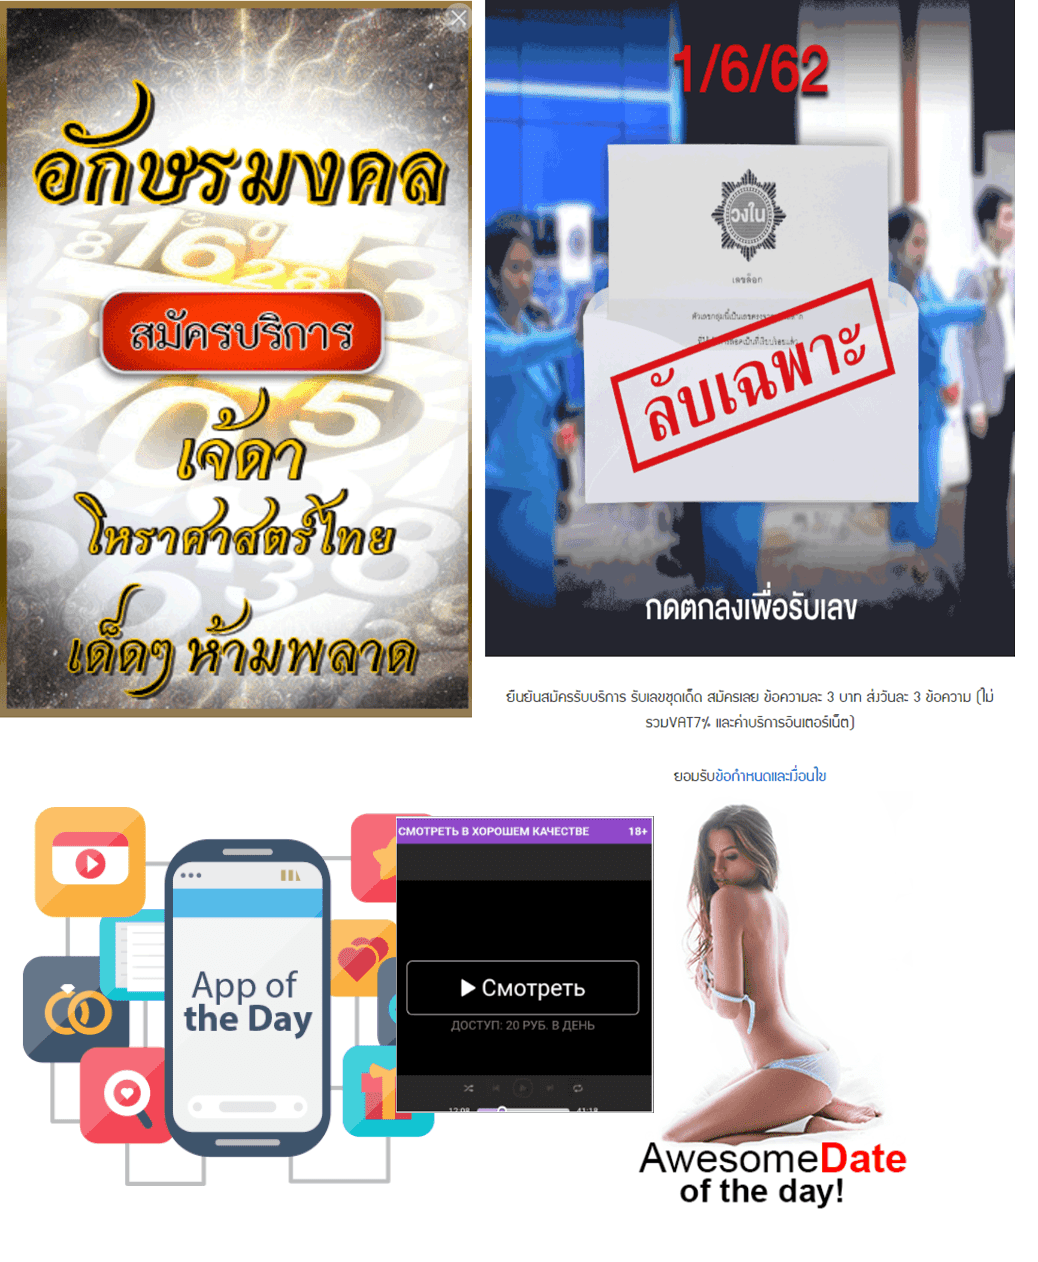 อักษรมงคล
สมัครบริการ
เจ้ดา
โหราศาสตร์ไทย
เด็ดๆ ห้ามพลาด
1/6/62
วงใน
เลขล็อก
ลับเฉพาะ
กดตกลงเพื่อรับเลข
ยืนยันสมัครรับบริการ รับเลขชุดเด็ด สมัครเลย ข้อความละ 3 บาท ส่งวันละ 3 ข้อความ (ไม่
รวมVAT7% และค่าบริการอินเตอร์เน็ต)
ยอมรับข้อกำหนดและเงื่อนไข
App of
the Day
СМОТРЕТЬ В ХОРОШЕМ КАЧЕСТВЕ 18+
Смотреть
ДОСТУП: 20 РУБ. В ДЕНЬ
12:08 41:18
AwesomeDate
of the day!